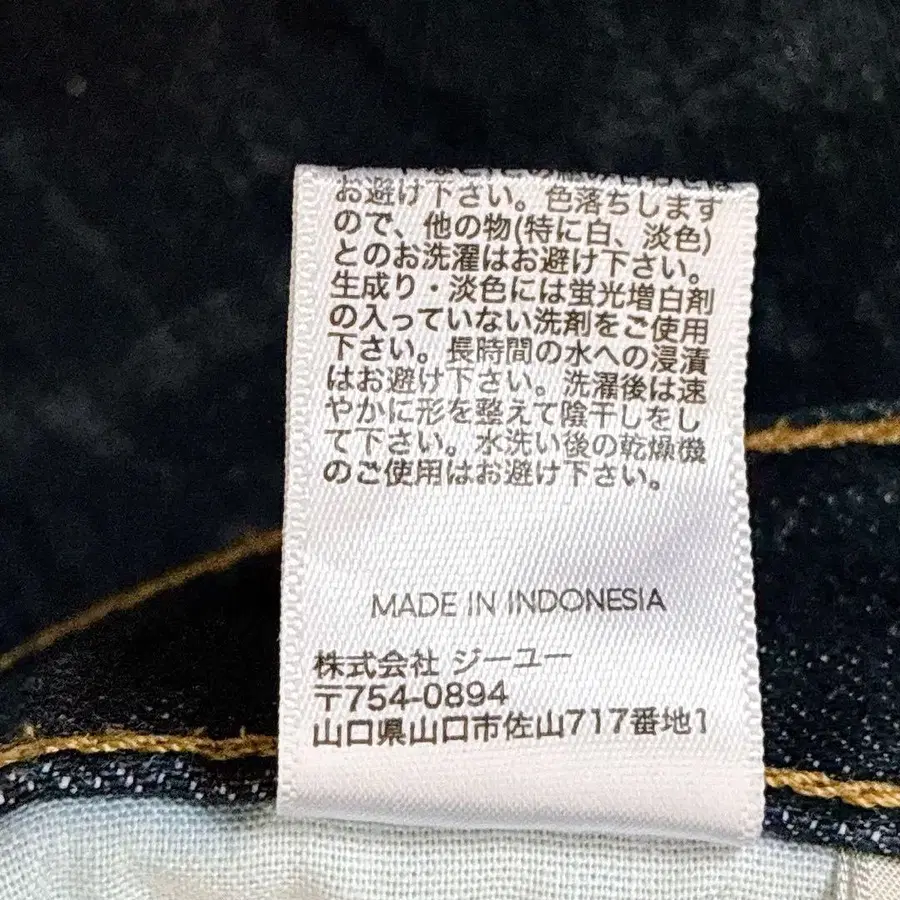 お避け下さい。色落ちします
ので、他の物(特に白、淡色)
とのお洗濯はお避け下さい。
生成り・淡色には蛍光増白剤
の入っていない洗剤をご使用
下さい。長時間の水への浸漬
はお避け下さい。洗濯後は速
やかに形を整えて陰干しをし
て下さい。水洗い後の乾燥機
のご使用はお避け下さい。
MADE IN INDONESIA
株式会社 ジーユー
〒754-0894
山口県山口市佐山717番地1